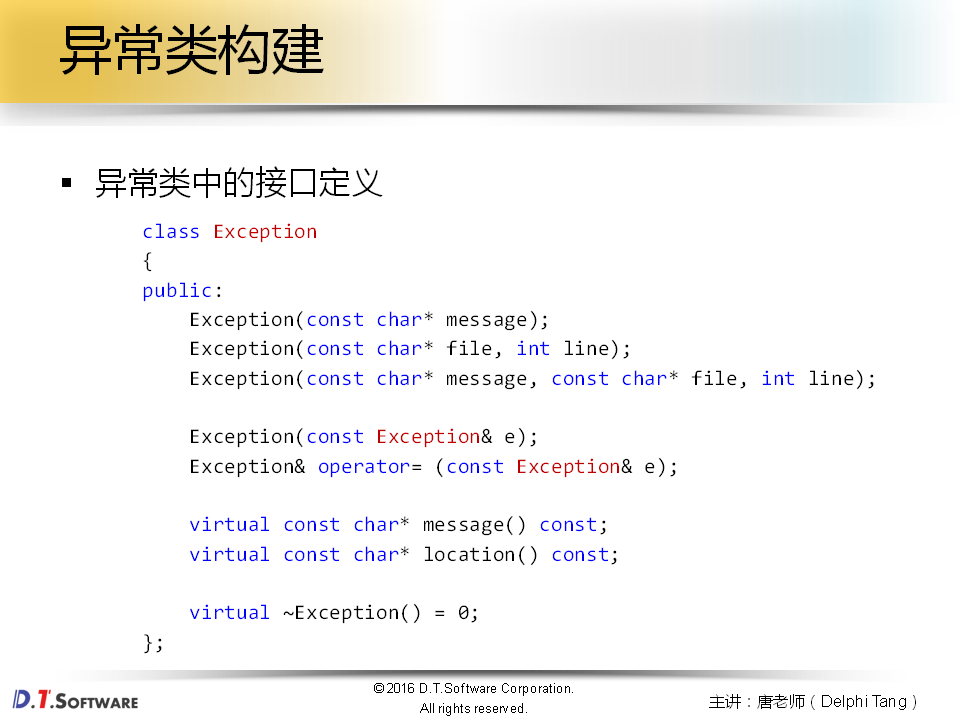 异常类构建
▪ 异常类中的接口定义
class Exception
{
public:
    Exception(const char* message);
    Exception(const char* file, int line);
    Exception(const char* message, const char* file, int line);

    Exception(const Exception& e);
    Exception& operator= (const Exception& e);

    virtual const char* message() const;
    virtual const char* location() const;

    virtual ~Exception() = 0;
};
D.T.SOFTWARE
©2016 D.T.Software Corporation.
All rights reserved.
主讲：唐老师（Delphi Tang）